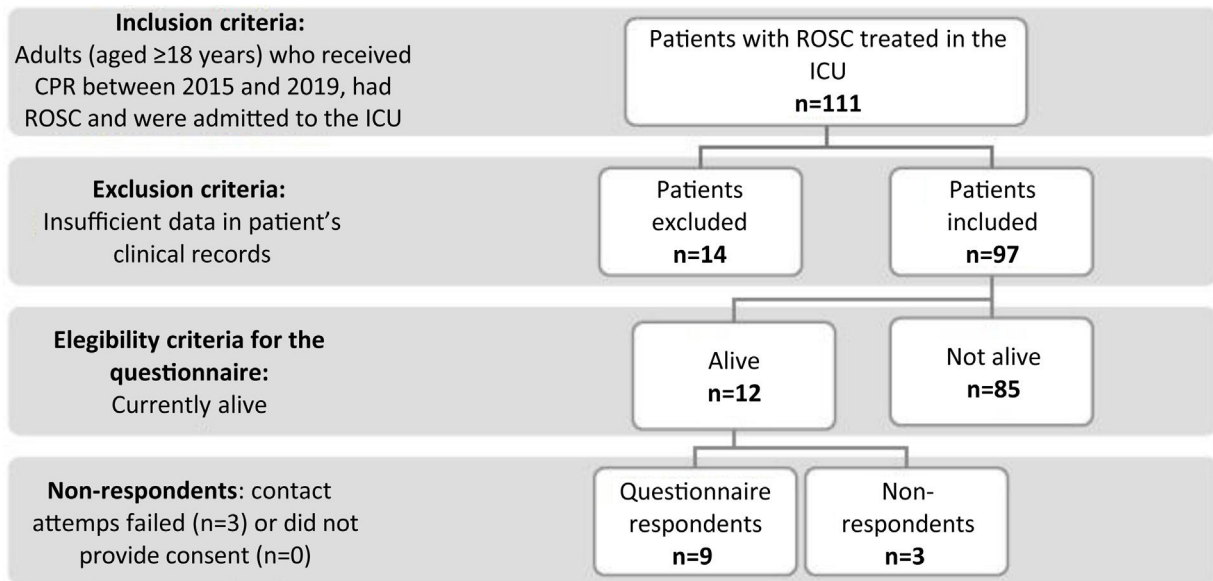 Inclusion criteria:
Adults (aged ≥18 years) who received
CPR between 2015 and 2019, had
ROSC and were admitted to the ICU
Patients with ROSC treated in the
ICU
n=111
Exclusion criteria:
Insufficient data in patient’s
clinical records
Patients
excluded
n=14
Patients
included
n=97
Elegibility criteria for the
questionnaire:
Currently alive
Alive
n=12
Not alive
n=85
Non-respondents: contact
attemps failed (n=3) or did not
provide consent (n=0)
Questionnaire
respondents
n=9
Non-
respondents
n=3